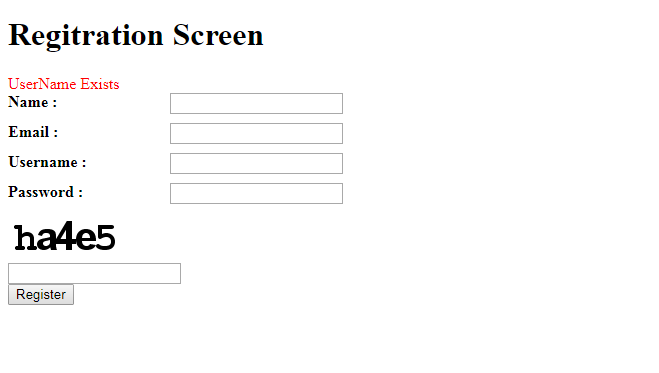 Regitration Screen
UserName Exists
Name :
Email :
Username :
Password :
ha4e5
Register